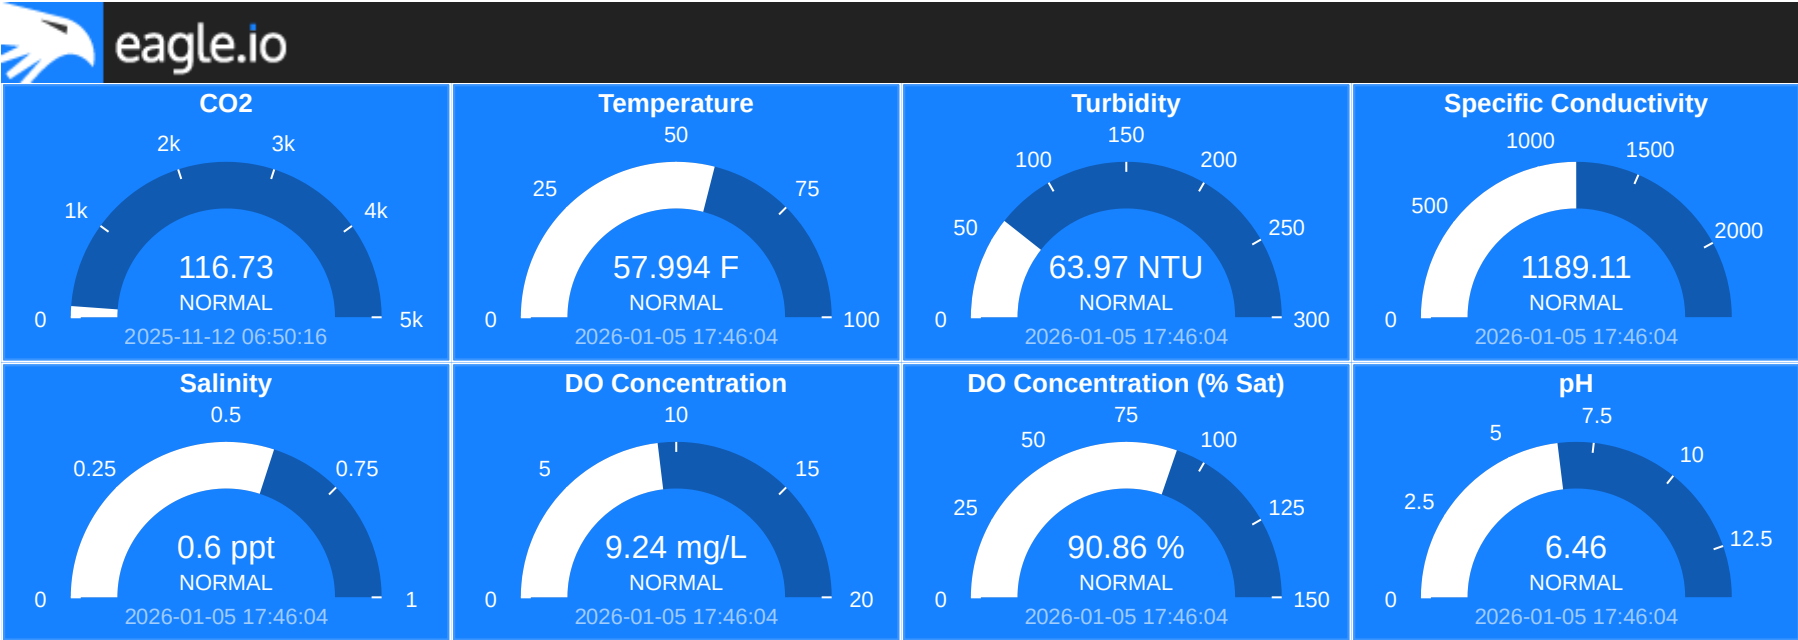 eagle.io
CO2
2k
3k
1k
4k
116.73
NORMAL
0
5k
2025-11-12 06:50:16
Temperature
50
25
75
57.994 F
NORMAL
0
100
2026-01-05 17:46:04
Turbidity
150
100
200
50
250
63.97 NTU
NORMAL
0
300
2026-01-05 17:46:04
Specific Conductivity
1000
1500
500
2000
1189.11
NORMAL
0
2026-01-05 17:46:04
Salinity
0.5
0.25
0.75
0.6 ppt
NORMAL
0
1
2026-01-05 17:46:04
DO Concentration
10
5
15
9.24 mg/L
NORMAL
0
20
2026-01-05 17:46:04
DO Concentration (% Sat)
75
50
100
25
125
90.86 %
NORMAL
0
150
2026-01-05 17:46:04
pH
7.5
5
10
2.5
12.5
6.46
NORMAL
0
2026-01-05 17:46:04